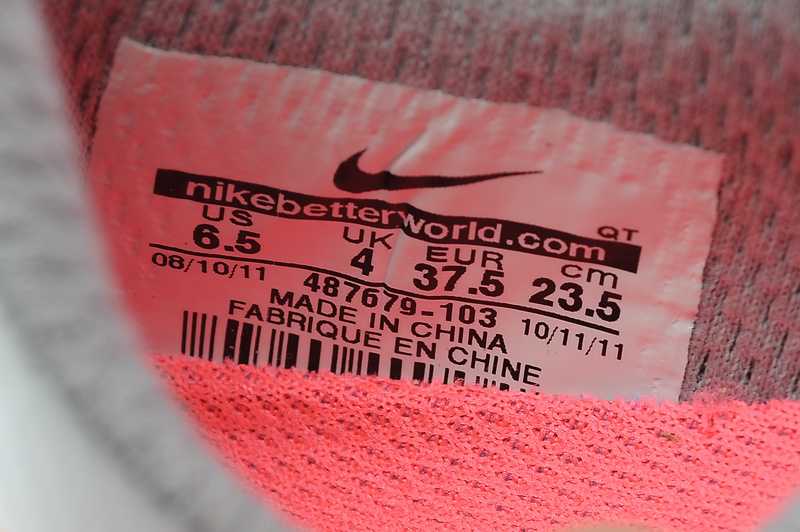 nikebetterworld.com
QT
US UK EUR cm
6.5 4 37.5 23.5
08/10/11 487679-103 10/11/11
MADE IN CHINA
FABRIQUE EN CHINE